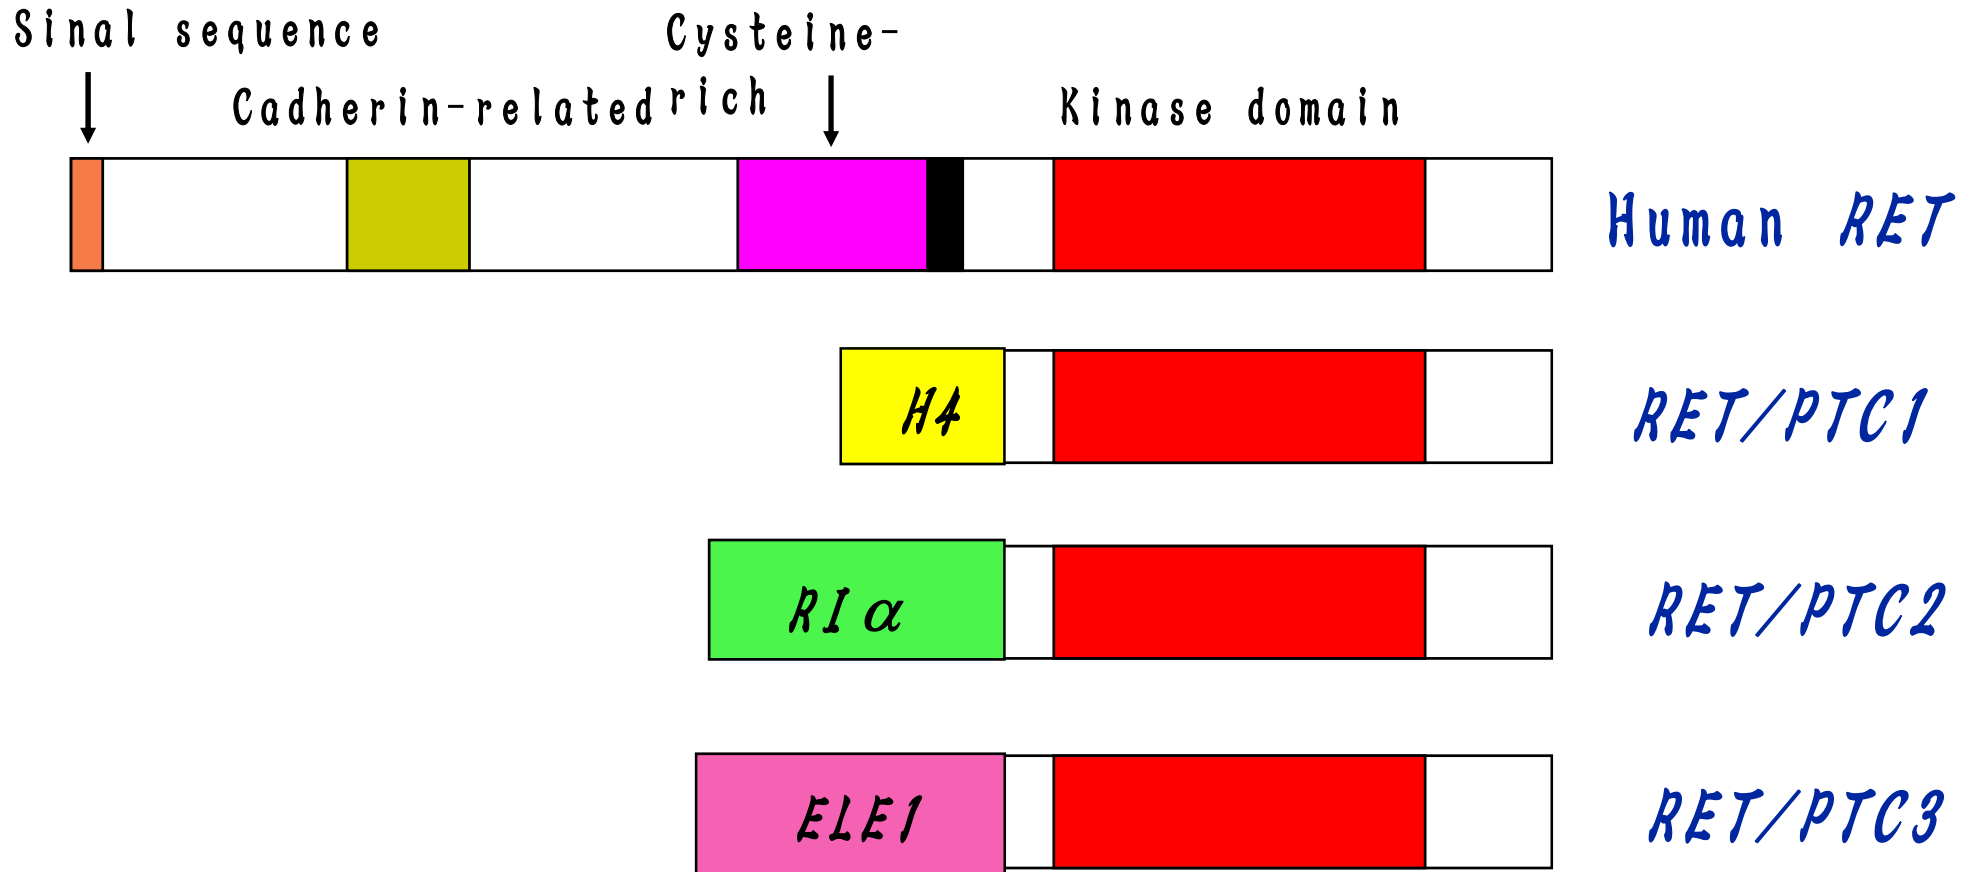 Sinal sequence
Cysteine-
rich
Cadherin-related
Kinase domain
Human RET
H4
RET/PTC1
RIα
RET/PTC2
ELE1
RET/PTC3